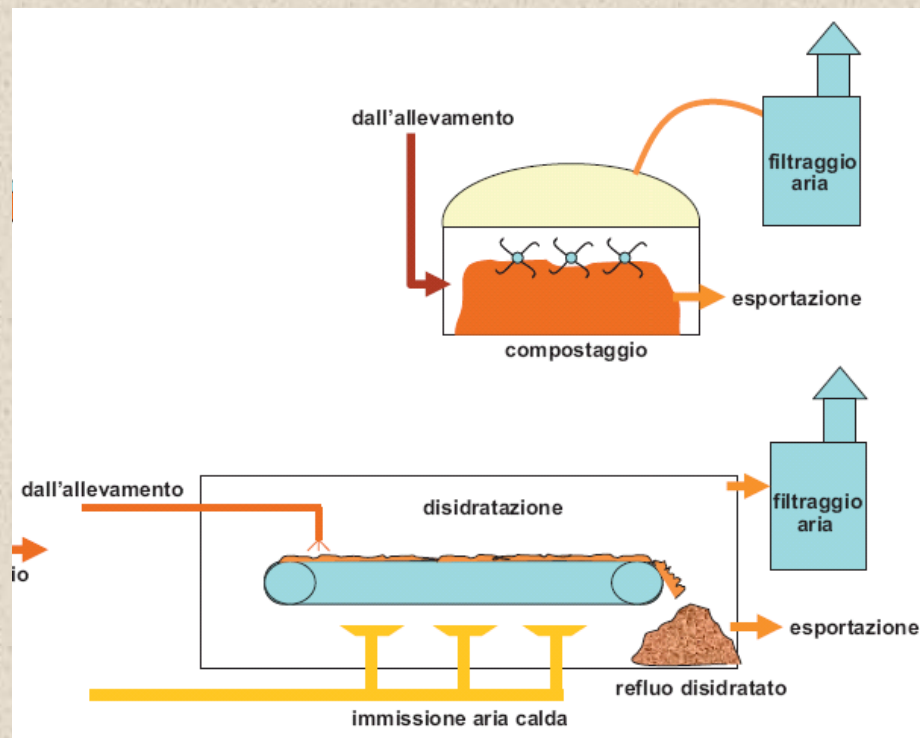 dall'allevamento
filtraggio
aria
esportazione
compostaggio
dall'allevamento
disidratazione
filtraggio
aria
io
esportazione
refluo disidratato
immissione aria calda